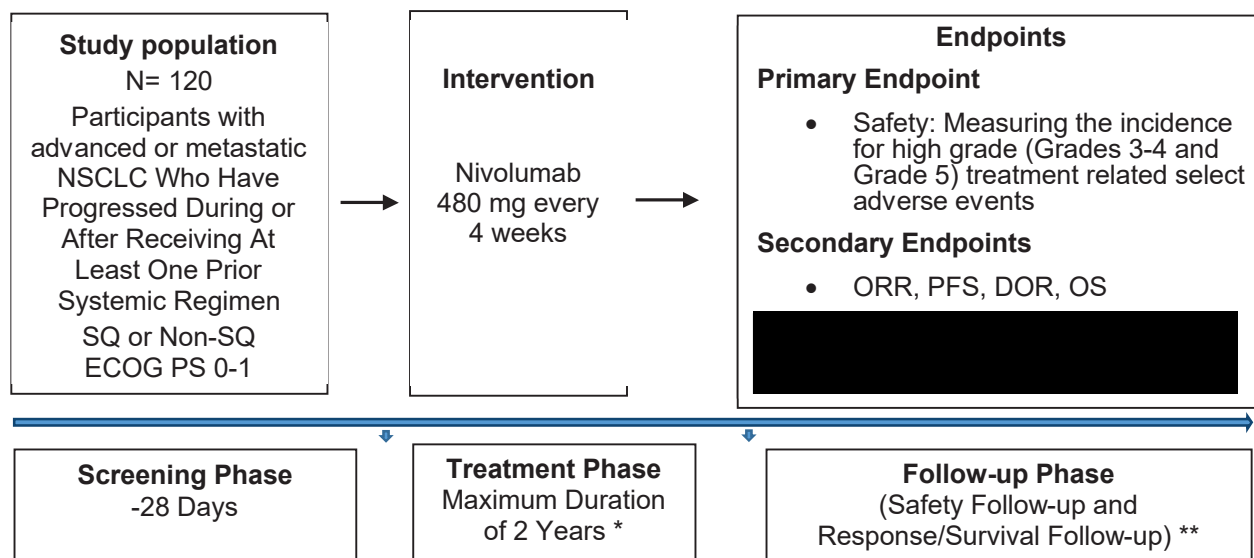 Study population
N= 120
Participants with
advanced or metastatic
NSCLC Who Have
Progressed During or
After Receiving At
Least One Prior
Systemic Regimen
SQ or Non-SQ
ECOG PS 0-1
Intervention
Nivolumab
480 mg every
4 weeks
Endpoints
Primary Endpoint
• Safety: Measuring the incidence
for high grade (Grades 3-4 and
Grade 5) treatment related select
adverse events
Secondary Endpoints
• ORR, PFS, DOR, OS
Screening Phase
-28 Days
Treatment Phase
Maximum Duration
of 2 Years *
Follow-up Phase
(Safety Follow-up and
Response/Survival Follow-up) **